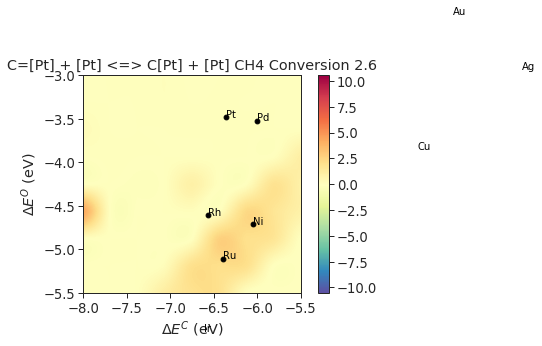 Au
C=[Pt] + [Pt] <=> C[Pt] + [Pt] CH4 Conversion 2.6
Ag
−3.0
−3.5
−4.0
−4.5
−5.0
−5.5
ΔE^O (eV)
Pt
Pd
Cu
Rh
Ni
Ru
10.0
7.5
5.0
2.5
0.0
−2.5
−5.0
−7.5
−10.0
−8.0 −7.5 −7.0 −6.5 −6.0 −5.5
ΔE^C (eV)
Ir